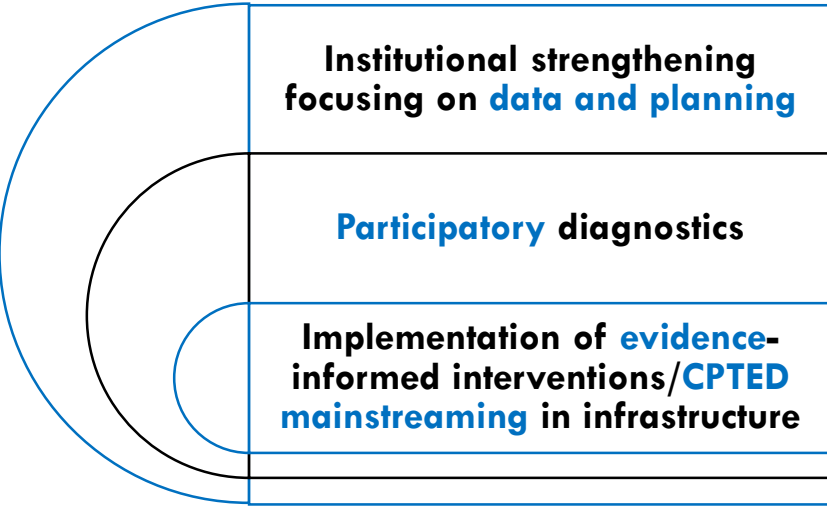 Institutional strengthening
focusing on data and planning
Participatory diagnostics
Implementation of evidence-
informed interventions/CPTED
mainstreaming in infrastructure